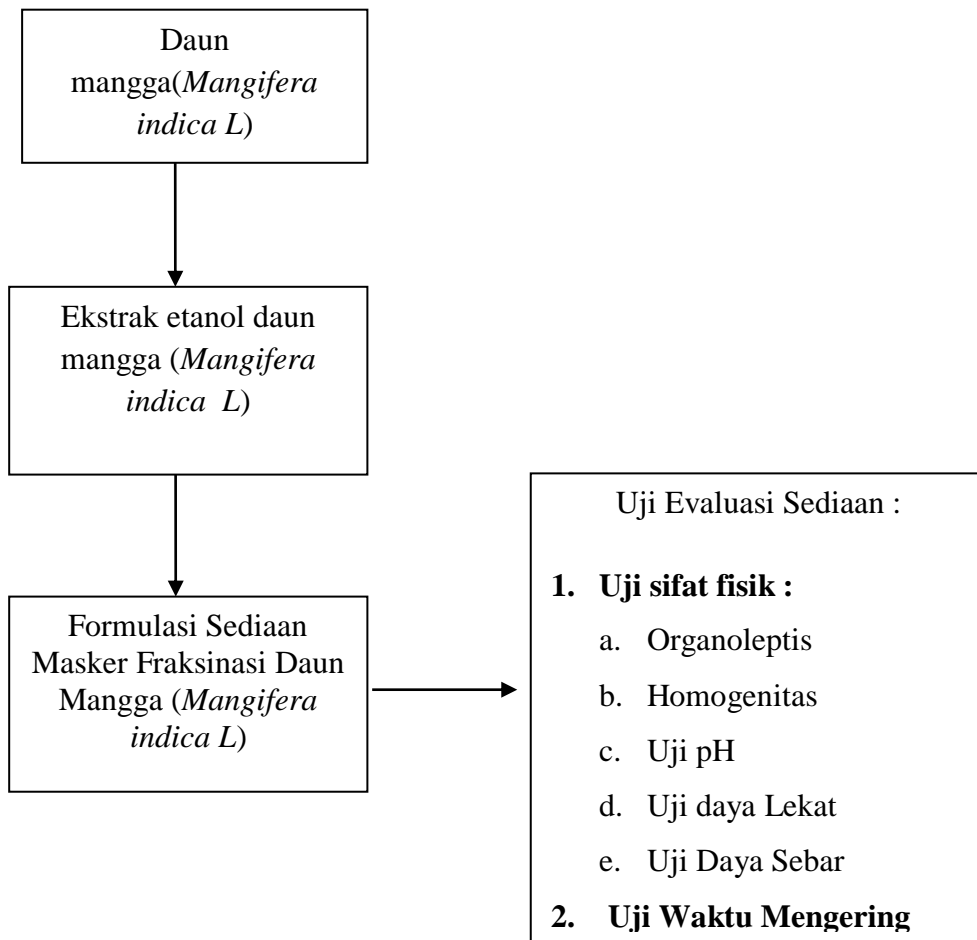 Daun
mangga(Mangifera
indica L)
Ekstrak etanol daun
mangga (Mangifera
indica L)
Formulasi Sediaan
Masker Fraksinasi Daun
Mangga (Mangifera
indica L)
Uji Evaluasi Sediaan :
1. Uji sifat fisik :
a. Organoleptis
b. Homogenitas
c. Uji pH
d. Uji daya Lekat
e. Uji Daya Sebar
2. Uji Waktu Mengering